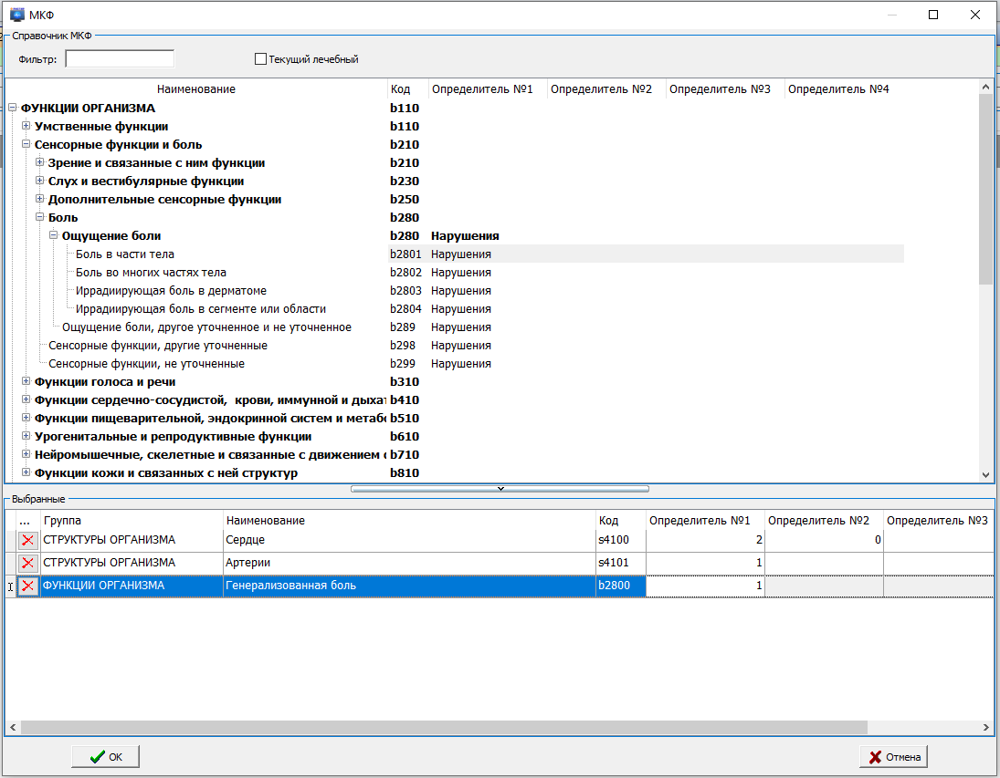 МКФ
Справочник МКФ
Фильтр: Текущий лечебный
Наименование Код Определитель №1 Определитель №2 Определитель №3 Определитель №4
ФУНКЦИИ ОРГАНИЗМА b110
Умственные функции b110
Сенсорные функции и боль b210
Зрение и связанные с ним функции b210
Слух и вестибулярные функции b230
Дополнительные сенсорные функции b250
Боль b280
Ощущение боли b280 Нарушения
Боль в части тела b2801 Нарушения
Боль во многих частях тела b2802 Нарушения
Иррадиирующая боль в дерматоме b2803 Нарушения
Иррадиирующая боль в сегменте или области b2804 Нарушения
Ощущение боли, другое уточненное и не уточненное b289 Нарушения
Сенсорные функции, другие уточненные b298 Нарушения
Сенсорные функции, не уточненные b299 Нарушения
Функции голоса и речи b310
Функции сердечно-сосудистой, крови, иммунной и дыхат b410
Функции пищеварительной, эндокринной систем и метабо b510
Урогенитальные и репродуктивные функции b610
Нейромышечные, скелетные и связанные с движением b710
Функции кожи и связанных с ней структур b810
Выбранные
... Группа Наименование Код Определитель №1 Определитель №2 Определитель №3
СТРУКТУРЫ ОРГАНИЗМА Сердце s4100 2 0
СТРУКТУРЫ ОРГАНИЗМА Артерии s4101 1
ФУНКЦИИ ОРГАНИЗМА Генерализованная боль b2800 1
ОК Отмена